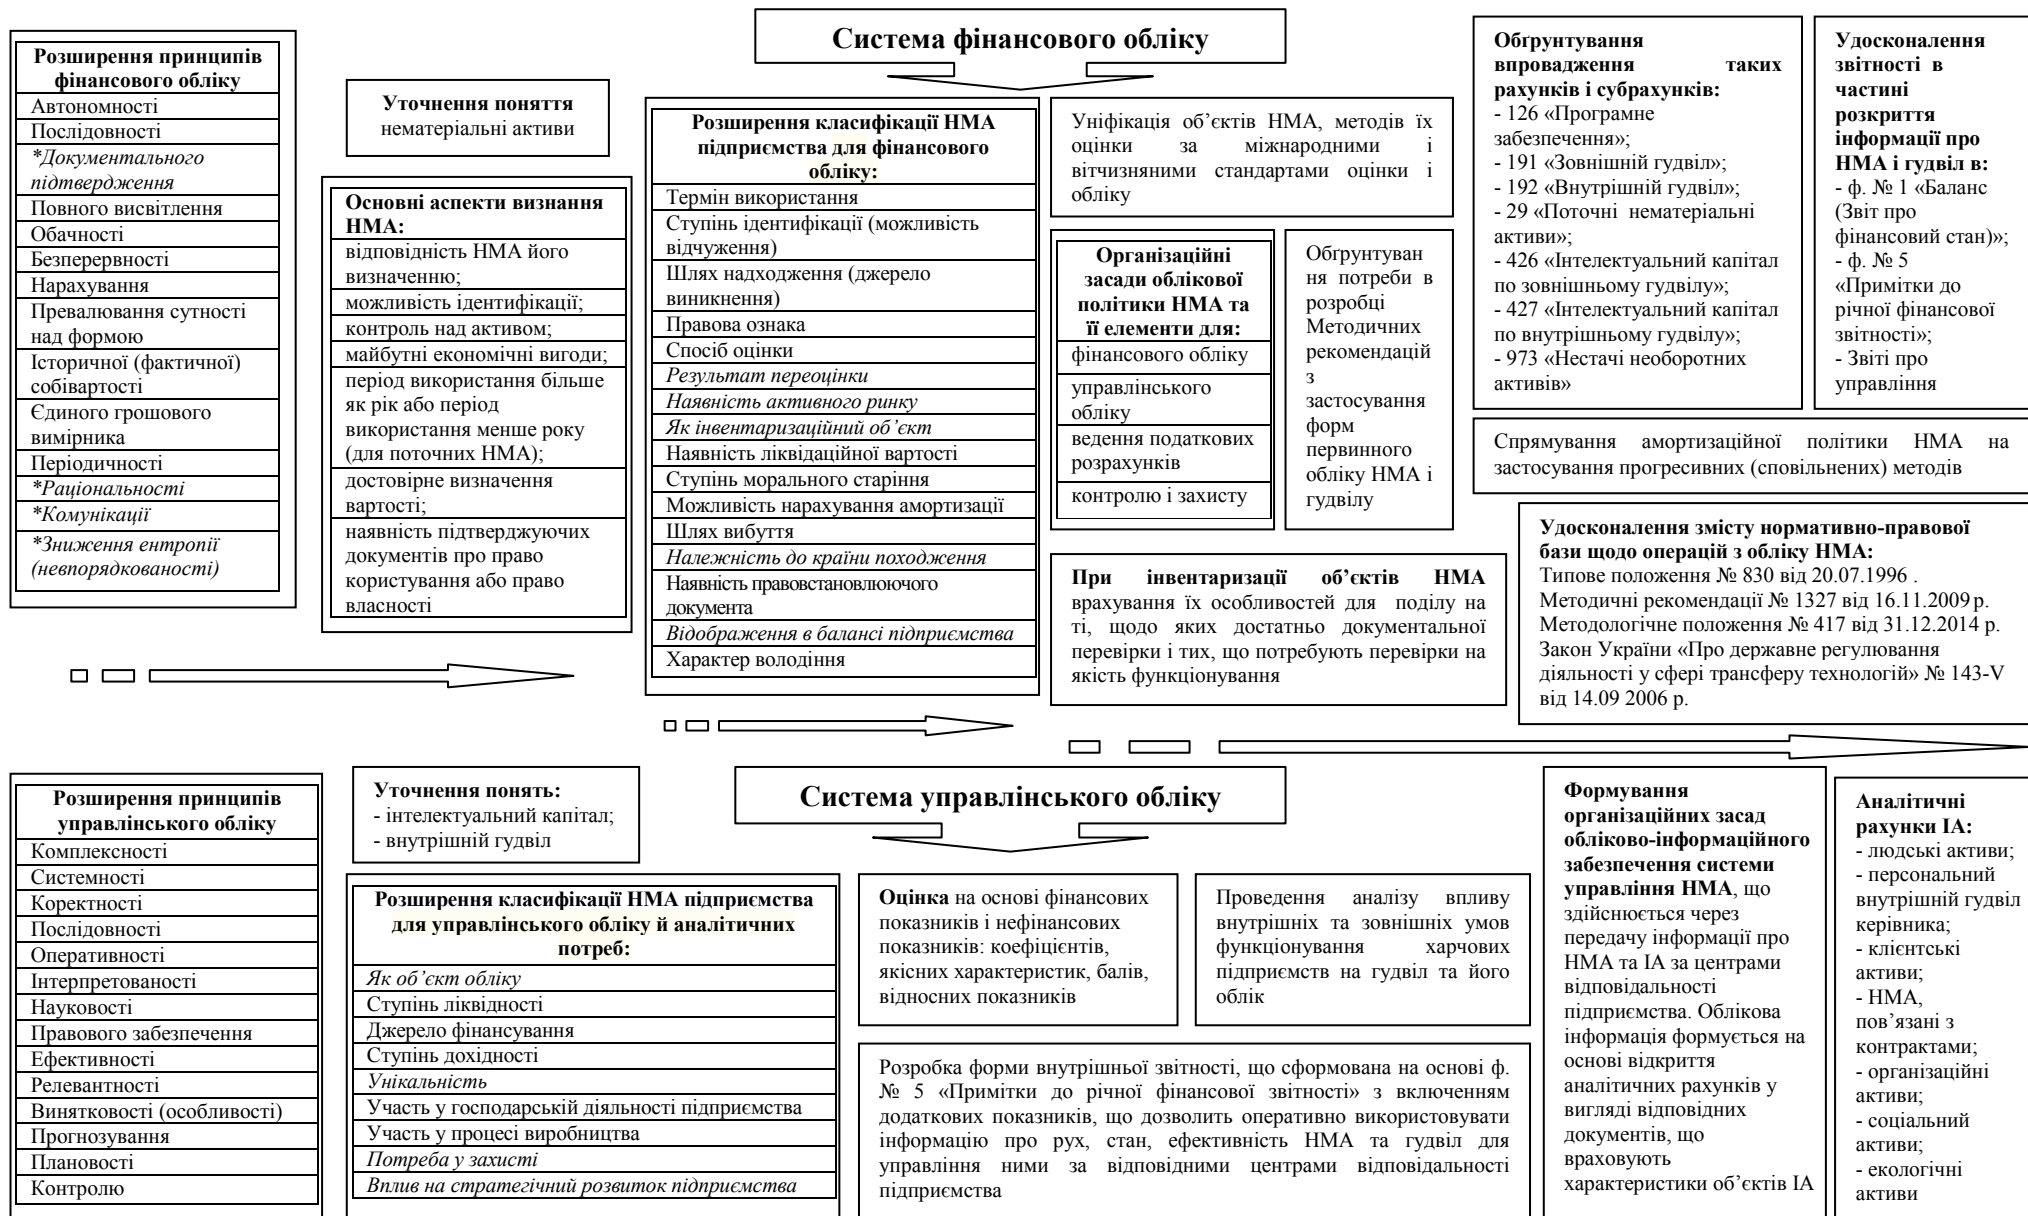 Розширення принципів
фінансового обліку
Автономності
Послідовності
*Документального
підтвердження
Повного висвітлення
Обачності
Безперервності
Нарахування
Превалювання сутності
над формою
Історичної (фактичної)
собівартості
Єдиного грошового
вимірника
Періодичності
*Раціональності
*Комунікації
*Зниження ентропії
(невпорядкованості)
Уточнення поняття
нематеріальні активи
Основні аспекти визнання
НМА:
відповідність НМА його
визначенню;
можливість ідентифікації;
контроль над активом;
майбутні економічні вигоди;
період використання більше
як рік або період
використання менше року
(для поточних НМА);
достовірне визначення
вартості;
наявність підтверджуючих
документів про право
користування або право
власності
Система фінансового обліку
Розширення класифікації НМА
підприємства для фінансового
обліку:
Термін використання
Ступінь ідентифікації (можливість
відчуження)
Шлях надходження (джерело
виникнення)
Правова ознака
Спосіб оцінки
Результат переоцінки
Наявність активного ринку
Як інвентаризаційний об’єкт
Наявність ліквідаційної вартості
Ступінь морального старіння
Можливість нарахування амортизації
Шлях вибуття
Належність до країни походження
Наявність правовстановлюючого
документа
Відображення в балансі підприємства
Характер володіння
Уніфікація об’єктів НМА, методів їх
оцінки за міжнародними і
вітчизняними стандартами оцінки і
обліку
Організаційні
засади облікової
політики НМА та
її елементи для:
фінансового обліку
управлінського
обліку
ведення податкових
розрахунків
контролю і захисту
Обґрунтуван
ня потреби в
розробці
Методичних
рекомендацій
з
застосування
форм
первинного
обліку НМА і
гудвілу
При інвентаризації об’єктів НМА
врахування їх особливостей для поділу на
ті, щодо яких достатньо документальної
перевірки і тих, що потребують перевірки на
якість функціонування
Обґрунтування
впровадження таких
рахунків і субрахунків:
- 126 «Програмне
забезпечення»;
- 191 «Зовнішній гудвіл»;
- 192 «Внутрішній гудвіл»;
- 29 «Поточні нематеріальні
активи»;
- 426 «Інтелектуальний капітал
по зовнішньому гудвілу»;
- 427 «Інтелектуальний капітал
по внутрішньому гудвілу»;
- 973 «Нестачі необоротних
активів»
Удосконалення
звітності в
частині
розкриття
інформації про
НМА і гудвіл в:
- ф. № 1 «Баланс
(Звіт про
фінансовий стан)»;
- ф. № 5
«Примітки до
річної фінансової
звітності»;
- Звіті про
управління
Спрямування амортизаційної політики НМА на
застосування прогресивних (сповільнених) методів
Удосконалення змісту нормативно-правової
бази щодо операцій з обліку НМА:
Типове положення № 830 від 20.07.1996 .
Методичні рекомендації № 1327 від 16.11.2009 р.
Методологічне положення № 417 від 31.12.2014 р.
Закон України «Про державне регулювання
діяльності у сфері трансферу технологій» № 143-V
від 14.09 2006 р.
Розширення принципів
управлінського обліку
Комплексності
Системності
Коректності
Послідовності
Оперативності
Інтерпретованості
Науковості
Правового забезпечення
Ефективності
Релевантності
Винятковості (особливості)
Прогнозування
Плановості
Контролю
Уточнення понять:
- інтелектуальний капітал;
- внутрішній гудвіл
Розширення класифікації НМА підприємства
для управлінського обліку й аналітичних
потреб:
Як об’єкт обліку
Ступінь ліквідності
Джерело фінансування
Ступінь дохідності
Унікальність
Участь у господарській діяльності підприємства
Участь у процесі виробництва
Потреба у захисті
Вплив на стратегічний розвиток підприємства
Система управлінського обліку
Оцінка на основі фінансових
показників і нефінансових
показників: коефіцієнтів,
якісних характеристик, балів,
відносних показників
Проведення аналізу впливу
внутрішніх та зовнішніх умов
функціонування харчових
підприємств на гудвіл та його
облік
Розробка форми внутрішньої звітності, що сформована на основі ф.
№ 5 «Примітки до річної фінансової звітності» з включенням
додаткових показників, що дозволить оперативно використовувати
інформацію про рух, стан, ефективність НМА та гудвіл для
управління ними за відповідними центрами відповідальності
підприємства
Формування
організаційних засад
обліково-інформаційного
забезпечення системи
управління НМА, що
здійснюється через
передачу інформації про
НМА та ІА за центрами
відповідальності
підприємства. Облікова
інформація формується на
основі відкриття
аналітичних рахунків у
вигляді відповідних
документів, що
враховують
характеристики об’єктів ІА
Аналітичні
рахунки ІА:
- людські активи;
- персональний
внутрішній гудвіл
керівника;
- клієнтські
активи;
- НМА,
пов’язані з
контрактами;
- організаційні
активи;
- соціальний
активи;
- екологічні
активи